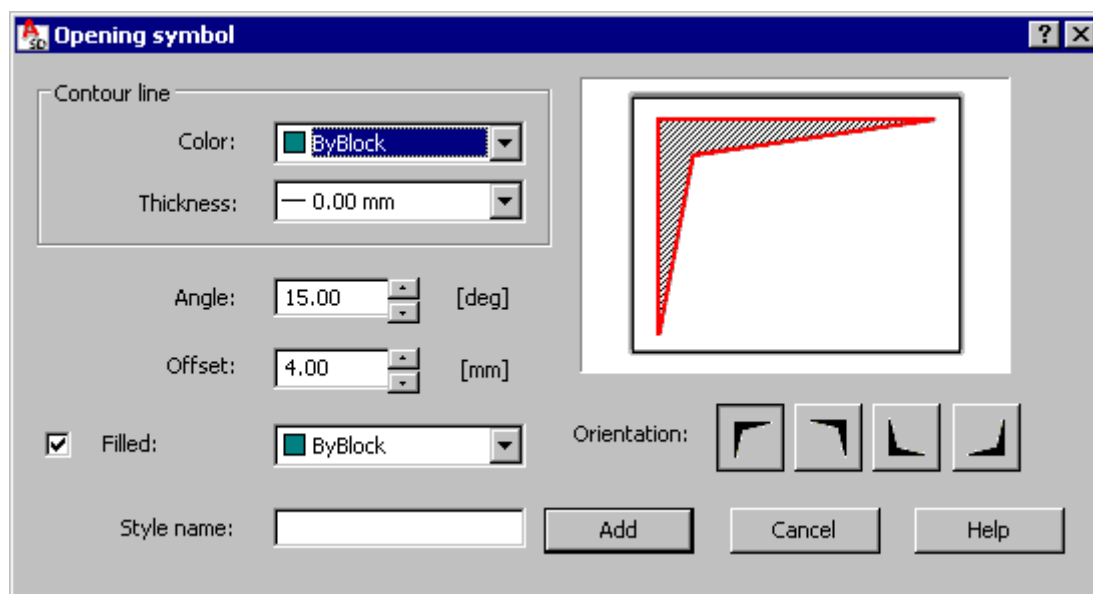 A SD Opening symbol ? X
Contour line
Color: ByBlock
Thickness: 0.00 mm
Angle: 15.00 [deg]
Offset: 4.00 [mm]
Filled: ByBlock
Orientation:
Style name:
Add Cancel Help